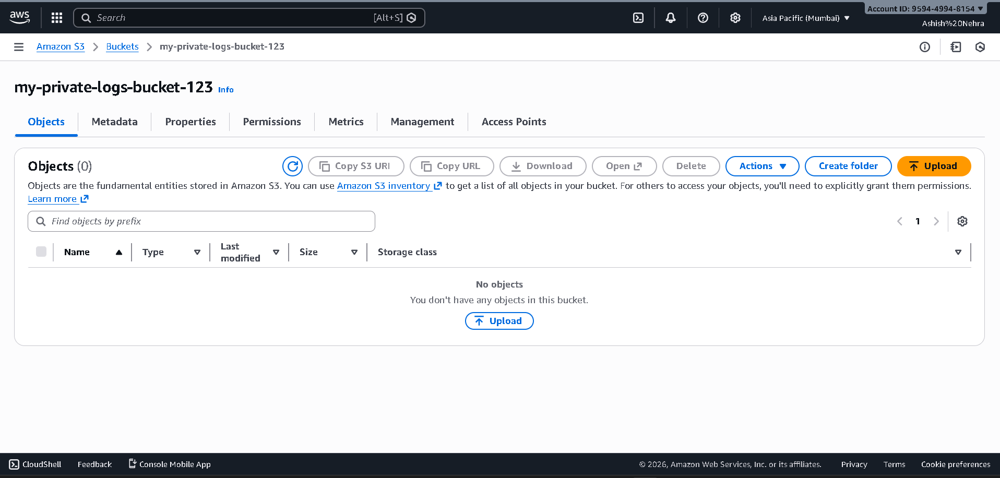 aws
Search [Alt+S]
Asia Pacific (Mumbai)
Account ID: 9594-4994-8154
Ashish%20Nehra
Amazon S3
Buckets
my-private-logs-bucket-123
my-private-logs-bucket-123 Info
Objects
Metadata
Properties
Permissions
Metrics
Management
Access Points
Objects (0)
Copy S3 URI
Copy URL
Download
Open
Delete
Actions
Create folder
Upload
Objects are the fundamental entities stored in Amazon S3. You can use Amazon S3 inventory to get a list of all objects in your bucket. For others to access your objects, you'll need to explicitly grant them permissions.
Learn more
Find objects by prefix
1
Name
Type
Last
modified
Size
Storage class
No objects
You don't have any objects in this bucket.
Upload
CloudShell
Feedback
Console Mobile App
© 2026, Amazon Web Services, Inc. or its affiliates.
Privacy
Terms
Cookie preferences